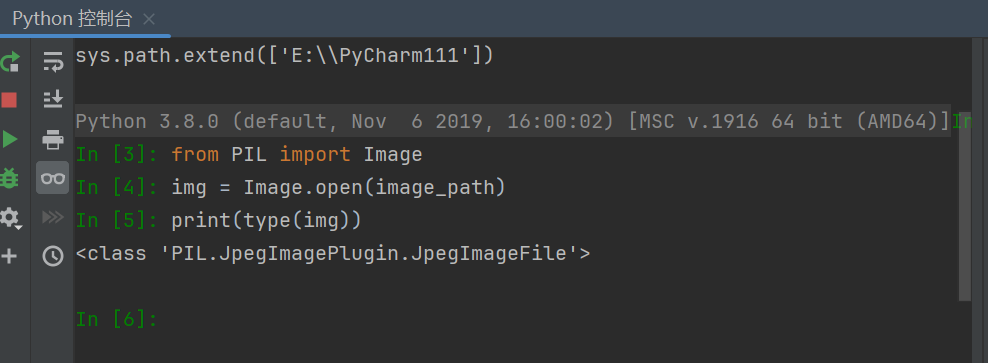 Python 控制台
sys.path.extend(['E:\\PyCharm111'])
Python 3.8.0 (default, Nov  6 2019, 16:00:02) [MSC v.1916 64 bit (AMD64)]In
In [3]: from PIL import Image
In [4]: img = Image.open(image_path)
In [5]: print(type(img))
<class 'PIL.JpegImagePlugin.JpegImageFile'>
In [6]: